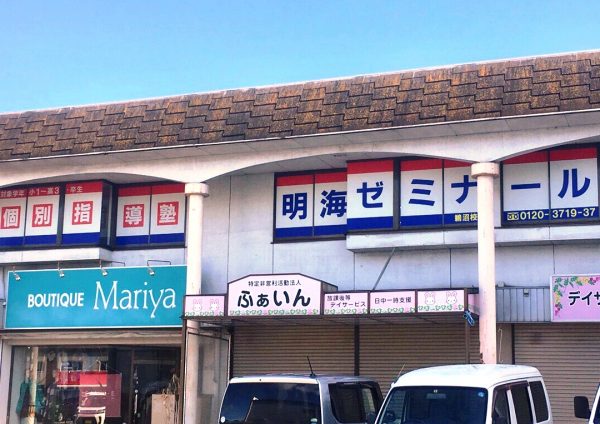 対象学年 小1~高3・卒生
個別指導塾
明海ゼミナール
鵜沼校
0120-3719-37
BOUTIQUE Mariya
特定非営利活動法人
ふぁいん
放課後等
デイサービス
日中一時支援
デイサ